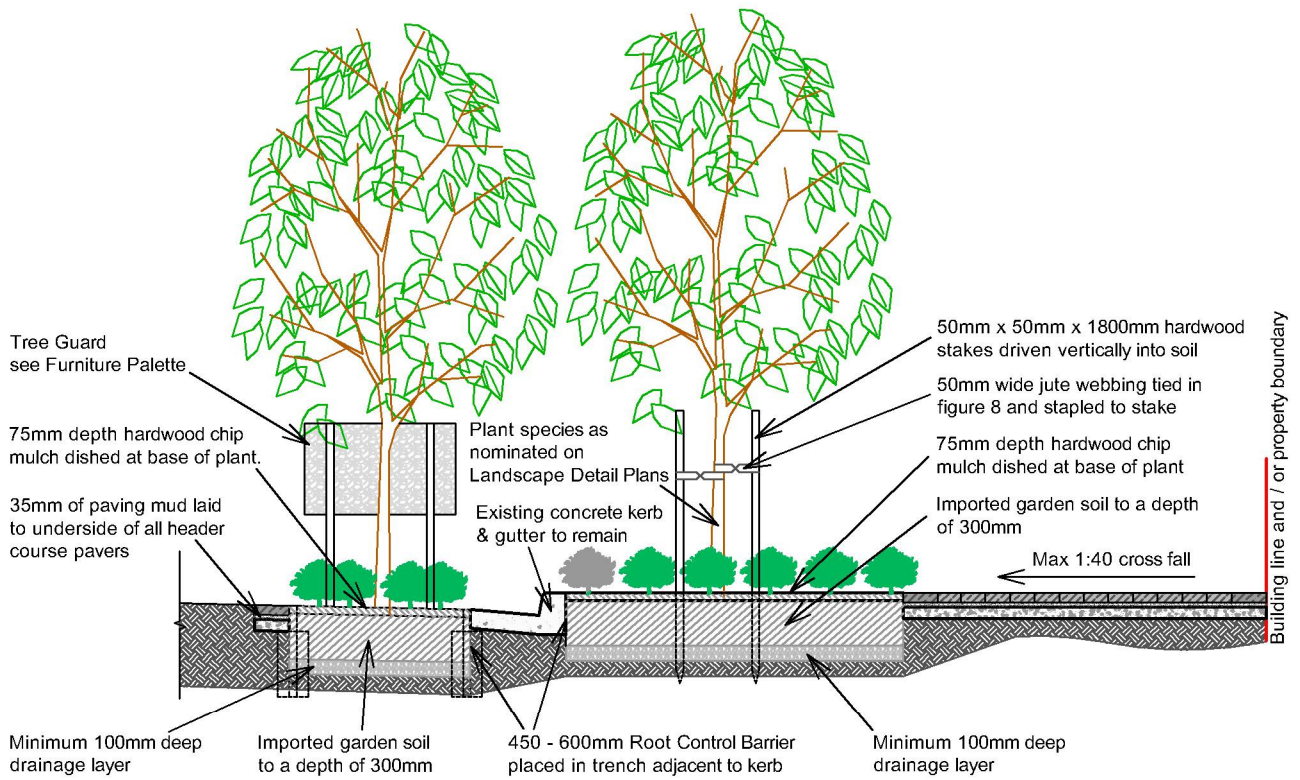 Tree Guard
see Furniture Palette
75mm depth hardwood chip
mulch dished at base of plant.
35mm of paving mud laid
to underside of all header
course pavers
Plant species as
nominated on
Landscape Detail Plans
Existing concrete kerb
& gutter to remain
50mm x 50mm x 1800mm hardwood
stakes driven vertically into soil
50mm wide jute webbing tied in
figure 8 and stapled to stake
75mm depth hardwood chip
mulch dished at base of plant
Imported garden soil to a depth
of 300mm
Max 1:40 cross fall
Building line and / or property boundary
Minimum 100mm deep
drainage layer
Imported garden soil
to a depth of 300mm
450 - 600mm Root Control Barrier
placed in trench adjacent to kerb
Minimum 100mm deep
drainage layer